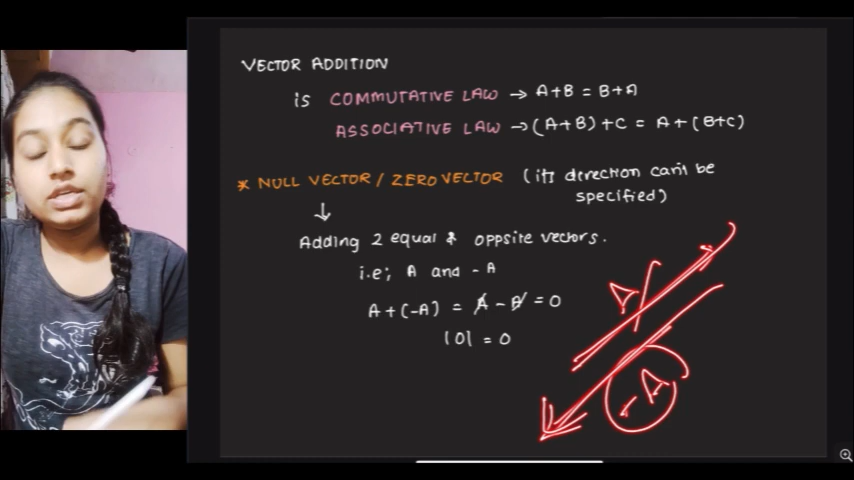 VECTOR ADDITION
is COMMUTATIVE LAW → A+B = B+A
ASSOCIATIVE LAW → (A+B) + C = A + (B+C)
* NULL VECTOR / ZERO VECTOR (its direction can't be
specified)
↓
Adding 2 equal & opposite vectors.
i.e; A and -A
A+(-A) = A - A = 0
|0| = 0
A
-A